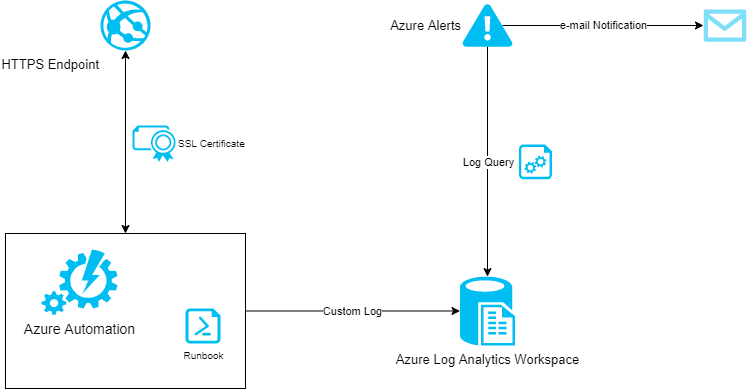 Azure Alerts
e-mail Notification
HTTPS Endpoint
SSL Certificate
Log Query
Azure Automation
Runbook
Custom Log
Azure Log Analytics Workspace